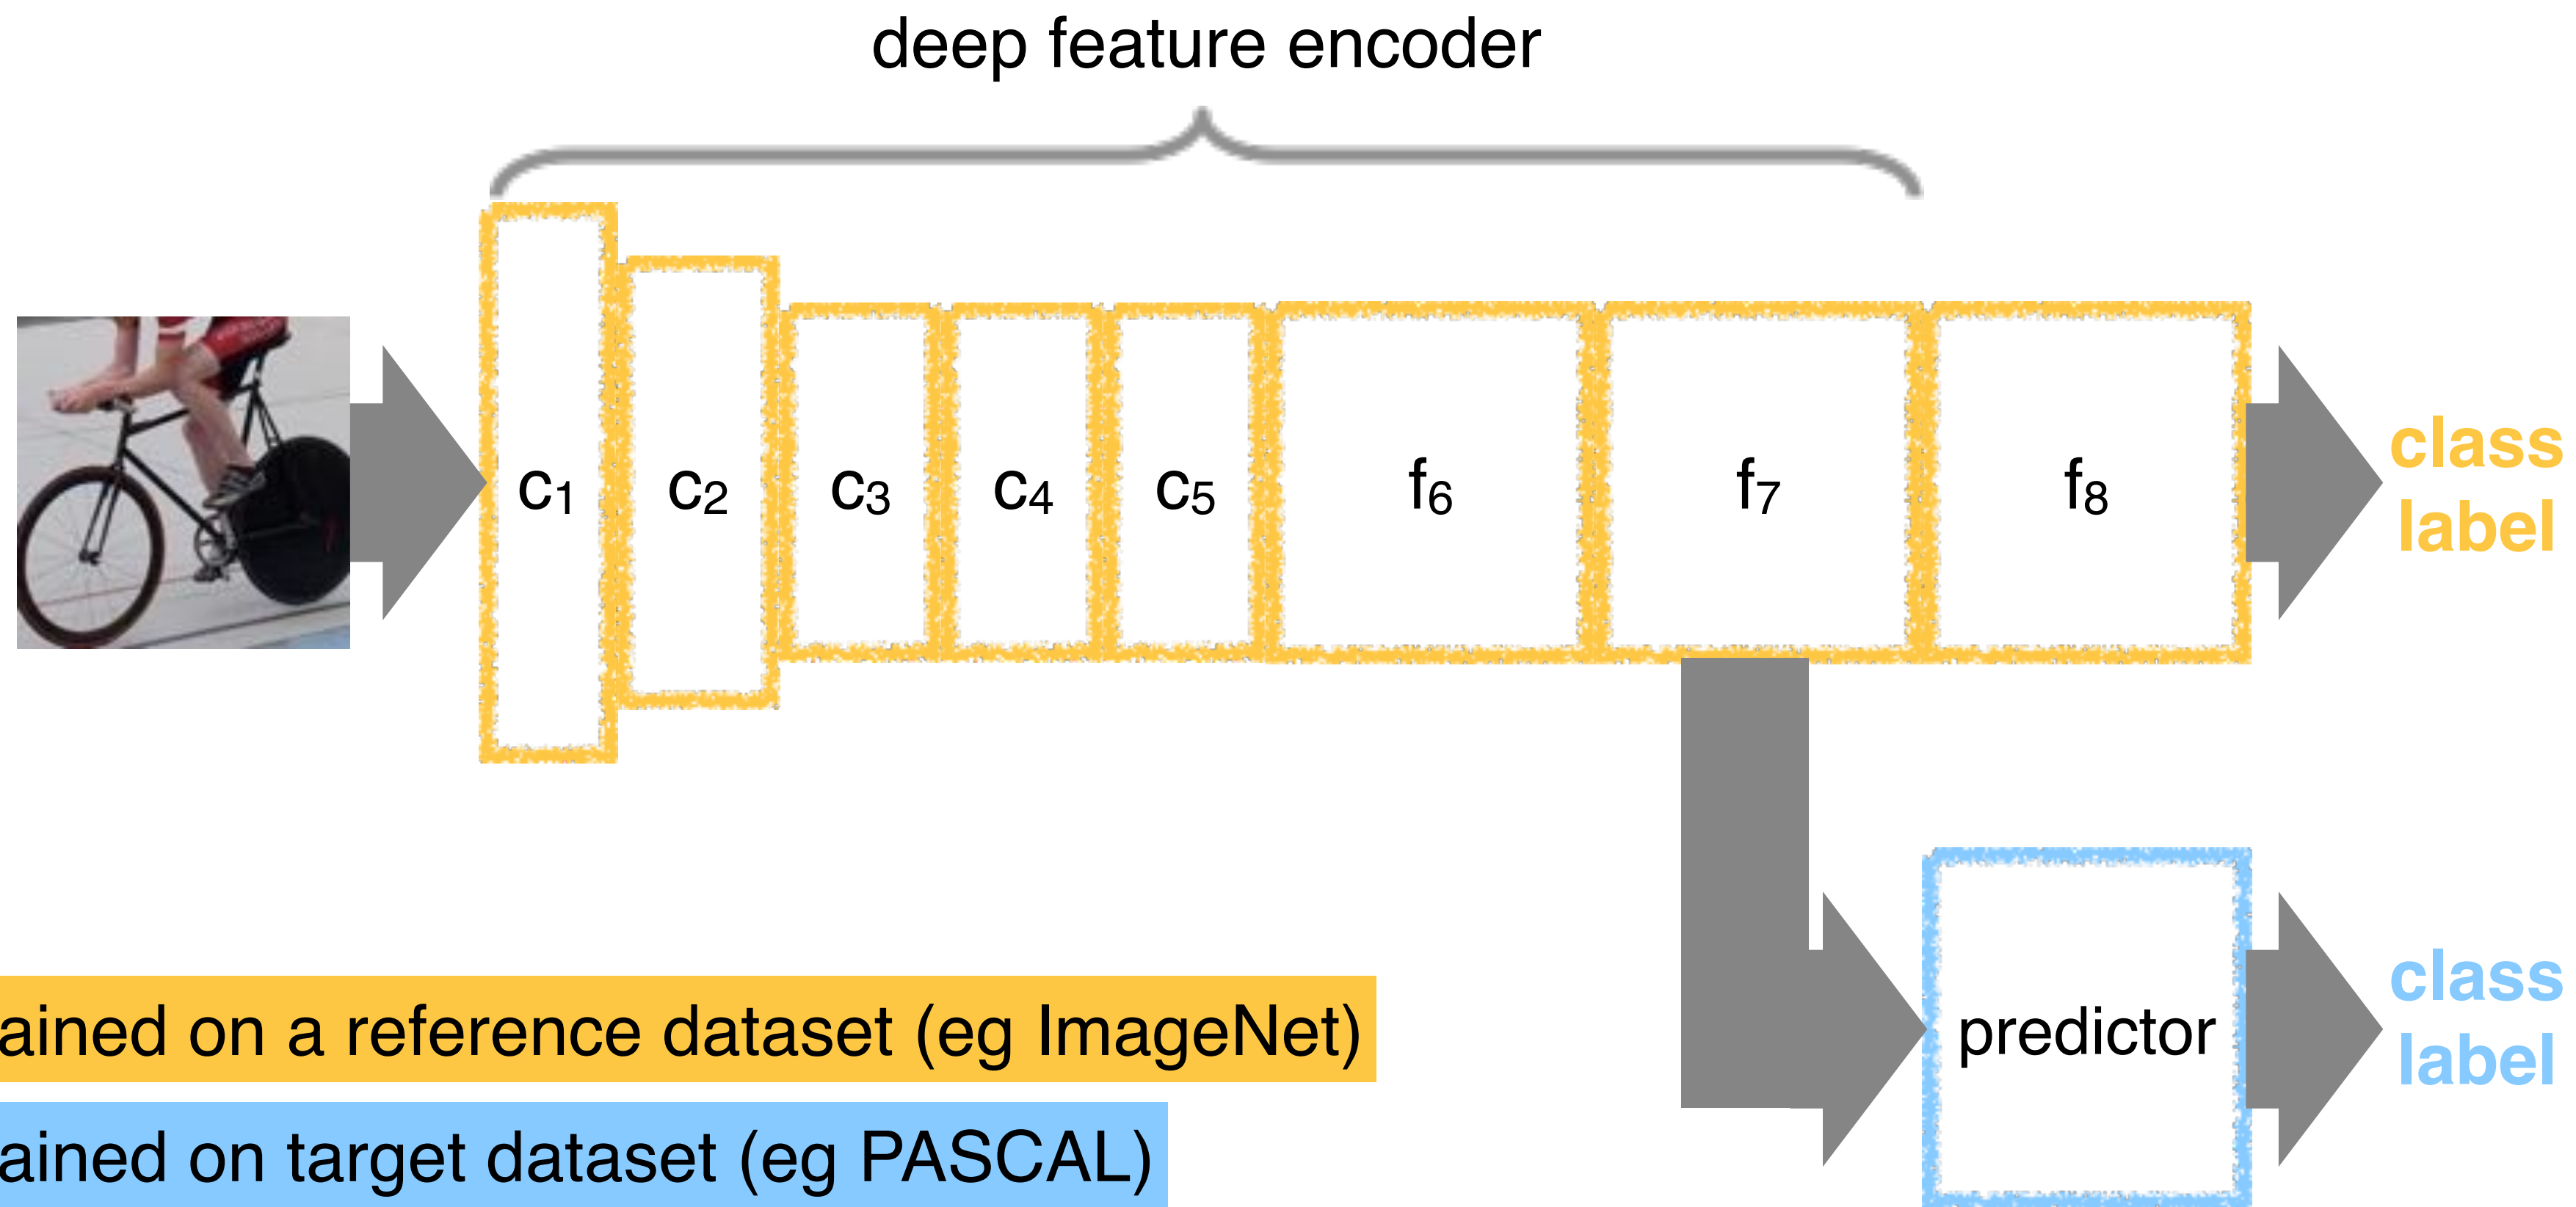 deep feature encoder
c1 c2 c3 c4 c5 f6 f7 f8
class
label
predictor
class
label
ained on a reference dataset (eg ImageNet)
ained on target dataset (eg PASCAL)